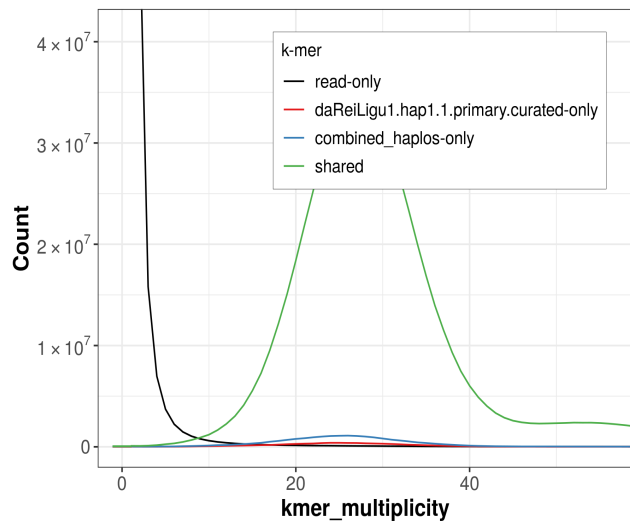 k-mer
read-only
daReiLigu1.hap1.1.primary.curated-only
combined_haplos-only
shared
4 × 10⁷
3 × 10⁷
2 × 10⁷
1 × 10⁷
0
Count
0 20 40
kmer_multiplicity